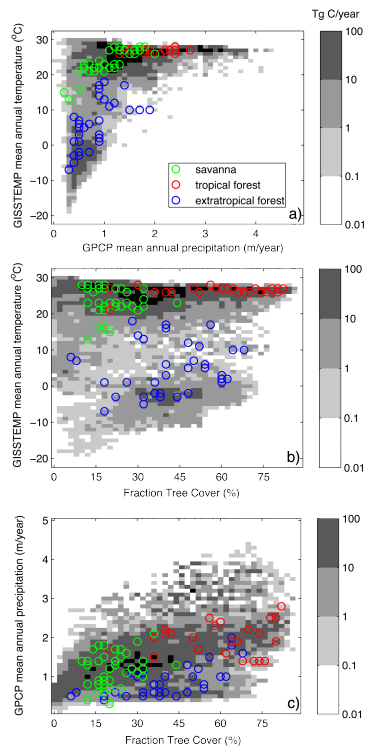 Tg C/year
GISSTEMP mean annual temperature (°C)
30
20
10
0
−10
−20
savanna
tropical forest
extratropical forest
a)
0 1 2 3 4
GPCP mean annual precipitation (m/year)
100
10
1
0.1
0.01
GISSTEMP mean annual temperature (°C)
30
20
10
0
−10
−20
b)
0 15 30 45 60 75
Fraction Tree Cover (%)
100
10
1
0.1
0.01
GPCP mean annual precipitation (m/year)
5
4
3
2
1
0
c)
0 15 30 45 60 75
Fraction Tree Cover (%)
100
10
1
0.1
0.01